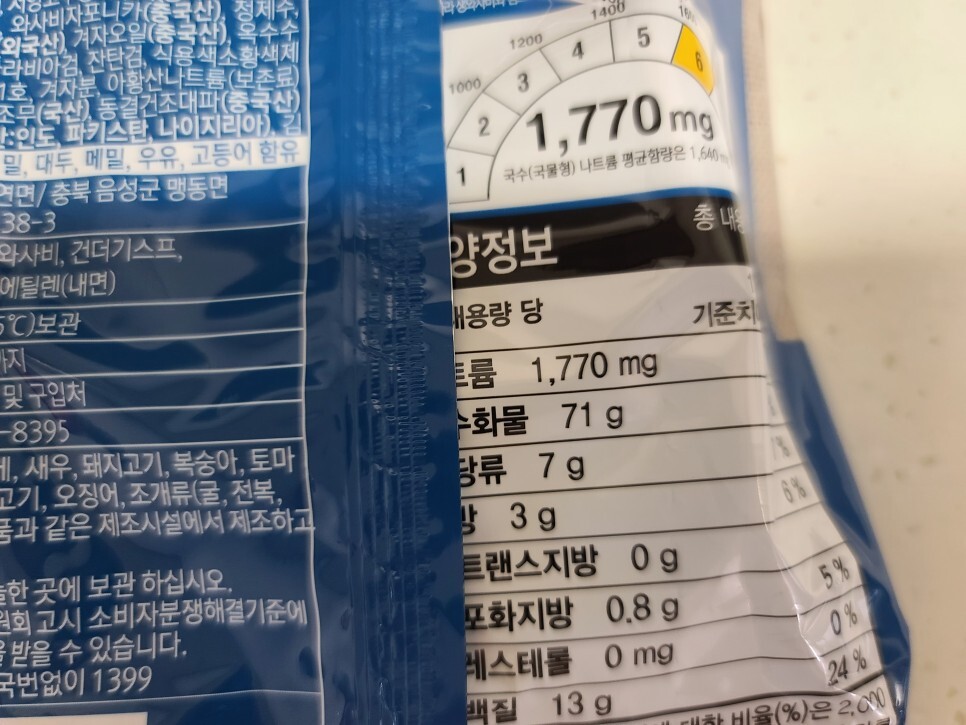 와사비자포니카(중국산), 정제수,
외국산), 겨자오일(중국산), 옥수수
라비아검, 잔탄검, 식용색소황색제
호, 겨자분, 아황산나트륨(보존료)
조무(국산), 동결건조대파(중국산)
:인도, 파키스탄, 나이지리아), 김
밀, 대두, 메밀, 우유, 고등어 함유
면/충북 음성군 맹동면
38-3
와사비, 건더기스프,
에틸렌(내면)
5℃)보관
까지
및 구입처
-8395
게, 새우, 돼지고기, 복숭아, 토마
고기, 오징어, 조개류(굴, 전복,
품과 같은 제조시설에서 제조하고
늘한 곳에 보관 하십시오.
원회 고시 소비자분쟁해결기준에
을 받을 수 있습니다.
국번없이 1399
1000
1200
1400
1
2
3
4
5
6
1,770 mg
국수(국물형) 나트륨 평균함량은 1,640
양정보
총 내용
내용량 당
기준치
트륨 1,770 mg
수화물 71 g
당류 7 g
방 3 g
트랜스지방 0 g
포화지방 0.8 g
레스테롤 0 mg
백질 13 g
%
6 %
5 %
0 %
24 %
대한 비율(%)은 2,000